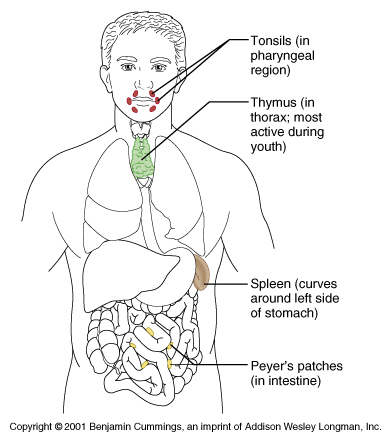 Tonsils (in
pharyngeal
region)
Thymus (in
thorax; most
active during
youth)
Spleen (curves
around left side
of stomach)
Peyer's patches
(in intestine)
Copyright © 2001 Benjamin Cummings, an imprint of Addison Wesley Longman, Inc.